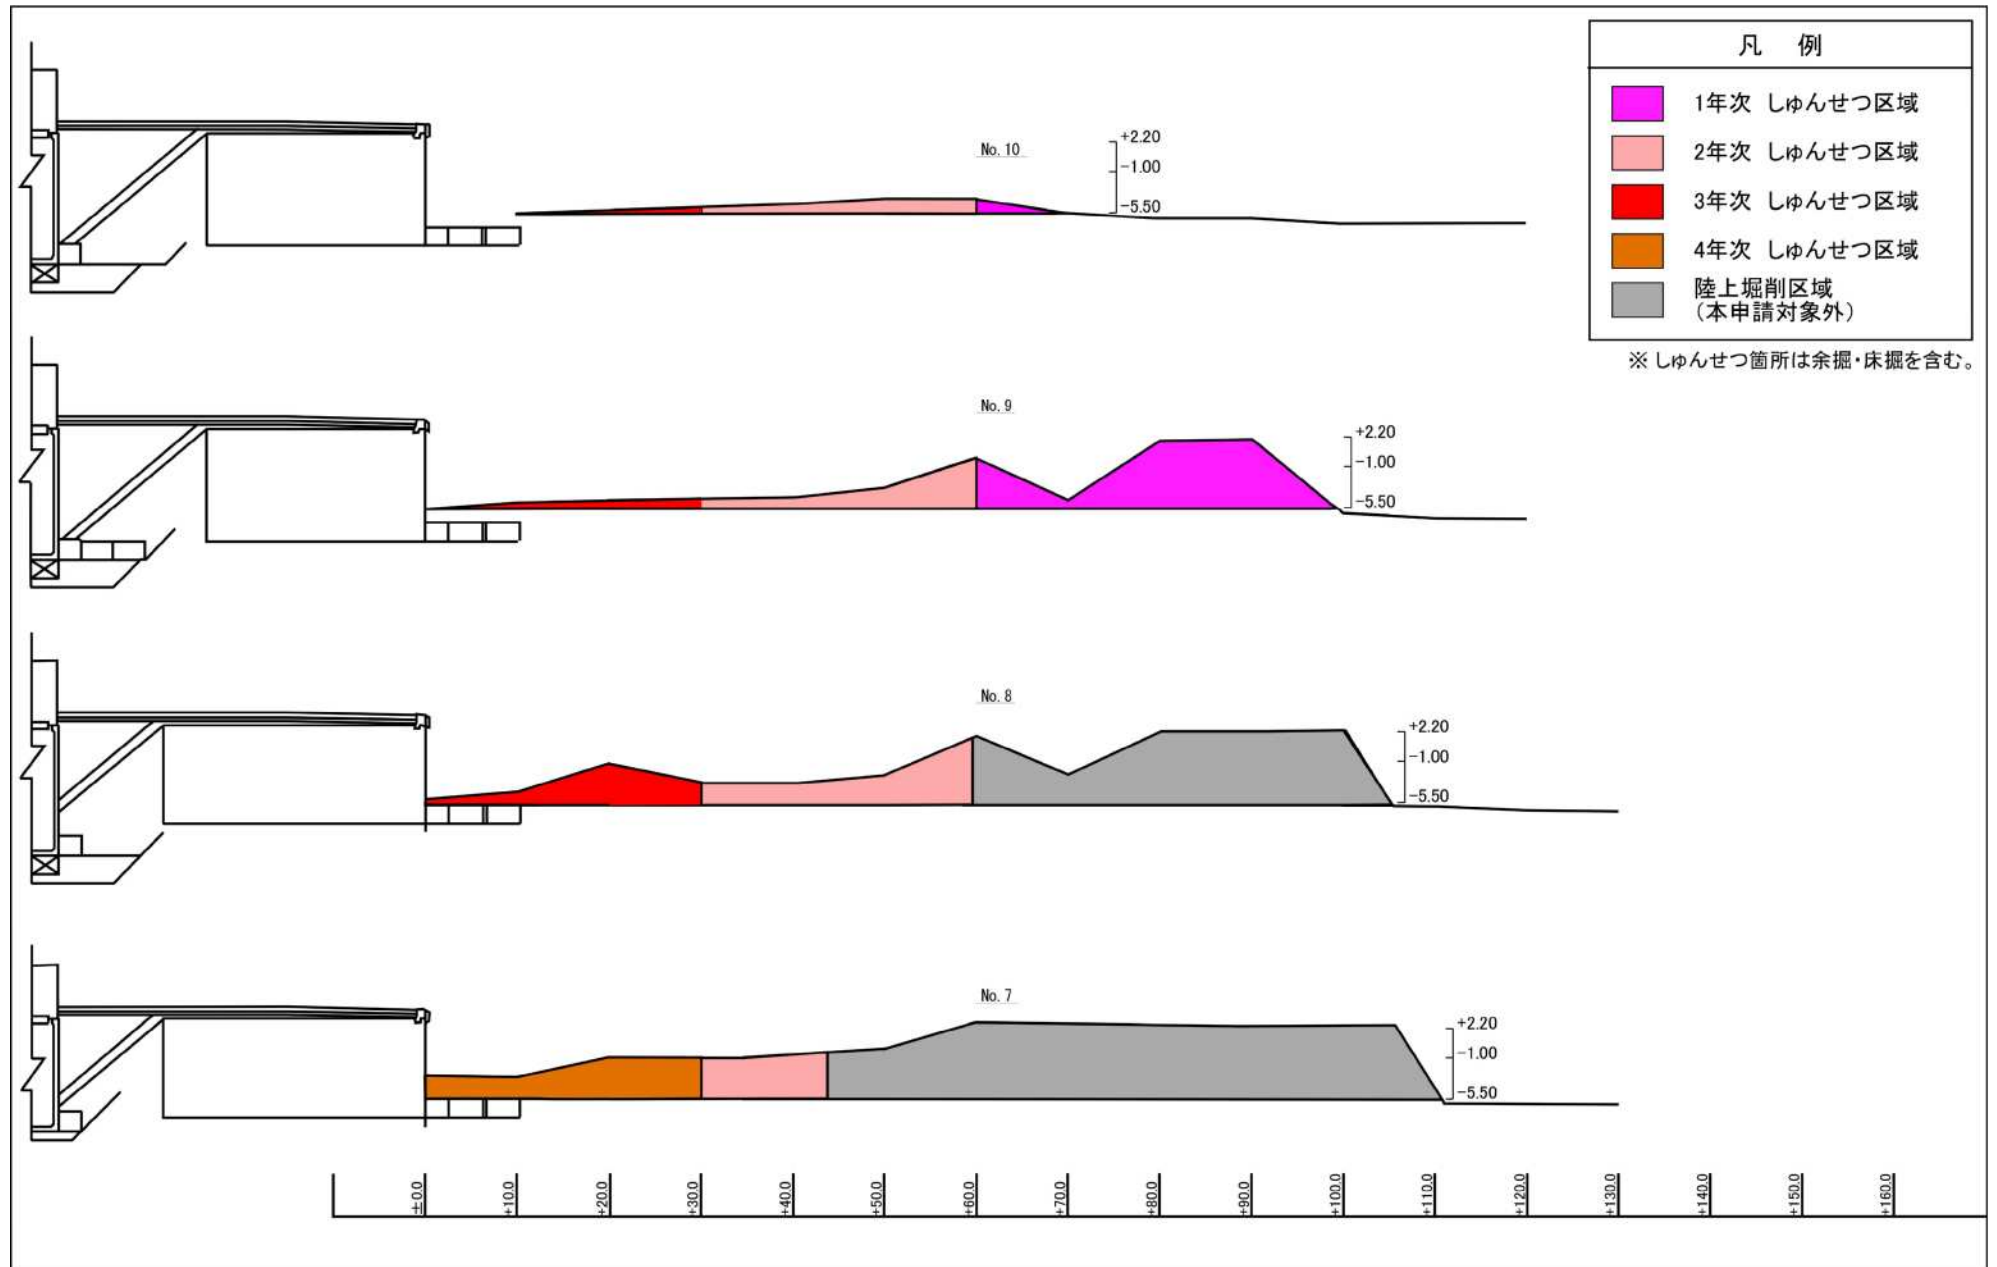 凡 例
1年次 しゅんせつ区域
2年次 しゅんせつ区域
3年次 しゅんせつ区域
4年次 しゅんせつ区域
陸上堀削区域
（本申請対象外）
※ しゅんせつ箇所は余掘・床掘を含む。
No. 10
+2.20
-1.00
-5.50
No. 9
+2.20
-1.00
-5.50
No. 8
+2.20
-1.00
-5.50
No. 7
+2.20
-1.00
-5.50
±±0.0
+10.0
+20.0
+30.0
+40.0
+50.0
+60.0
+70.0
+80.0
+90.0
+100.0
+110.0
+120.0
+130.0
+140.0
+150.0
+160.0